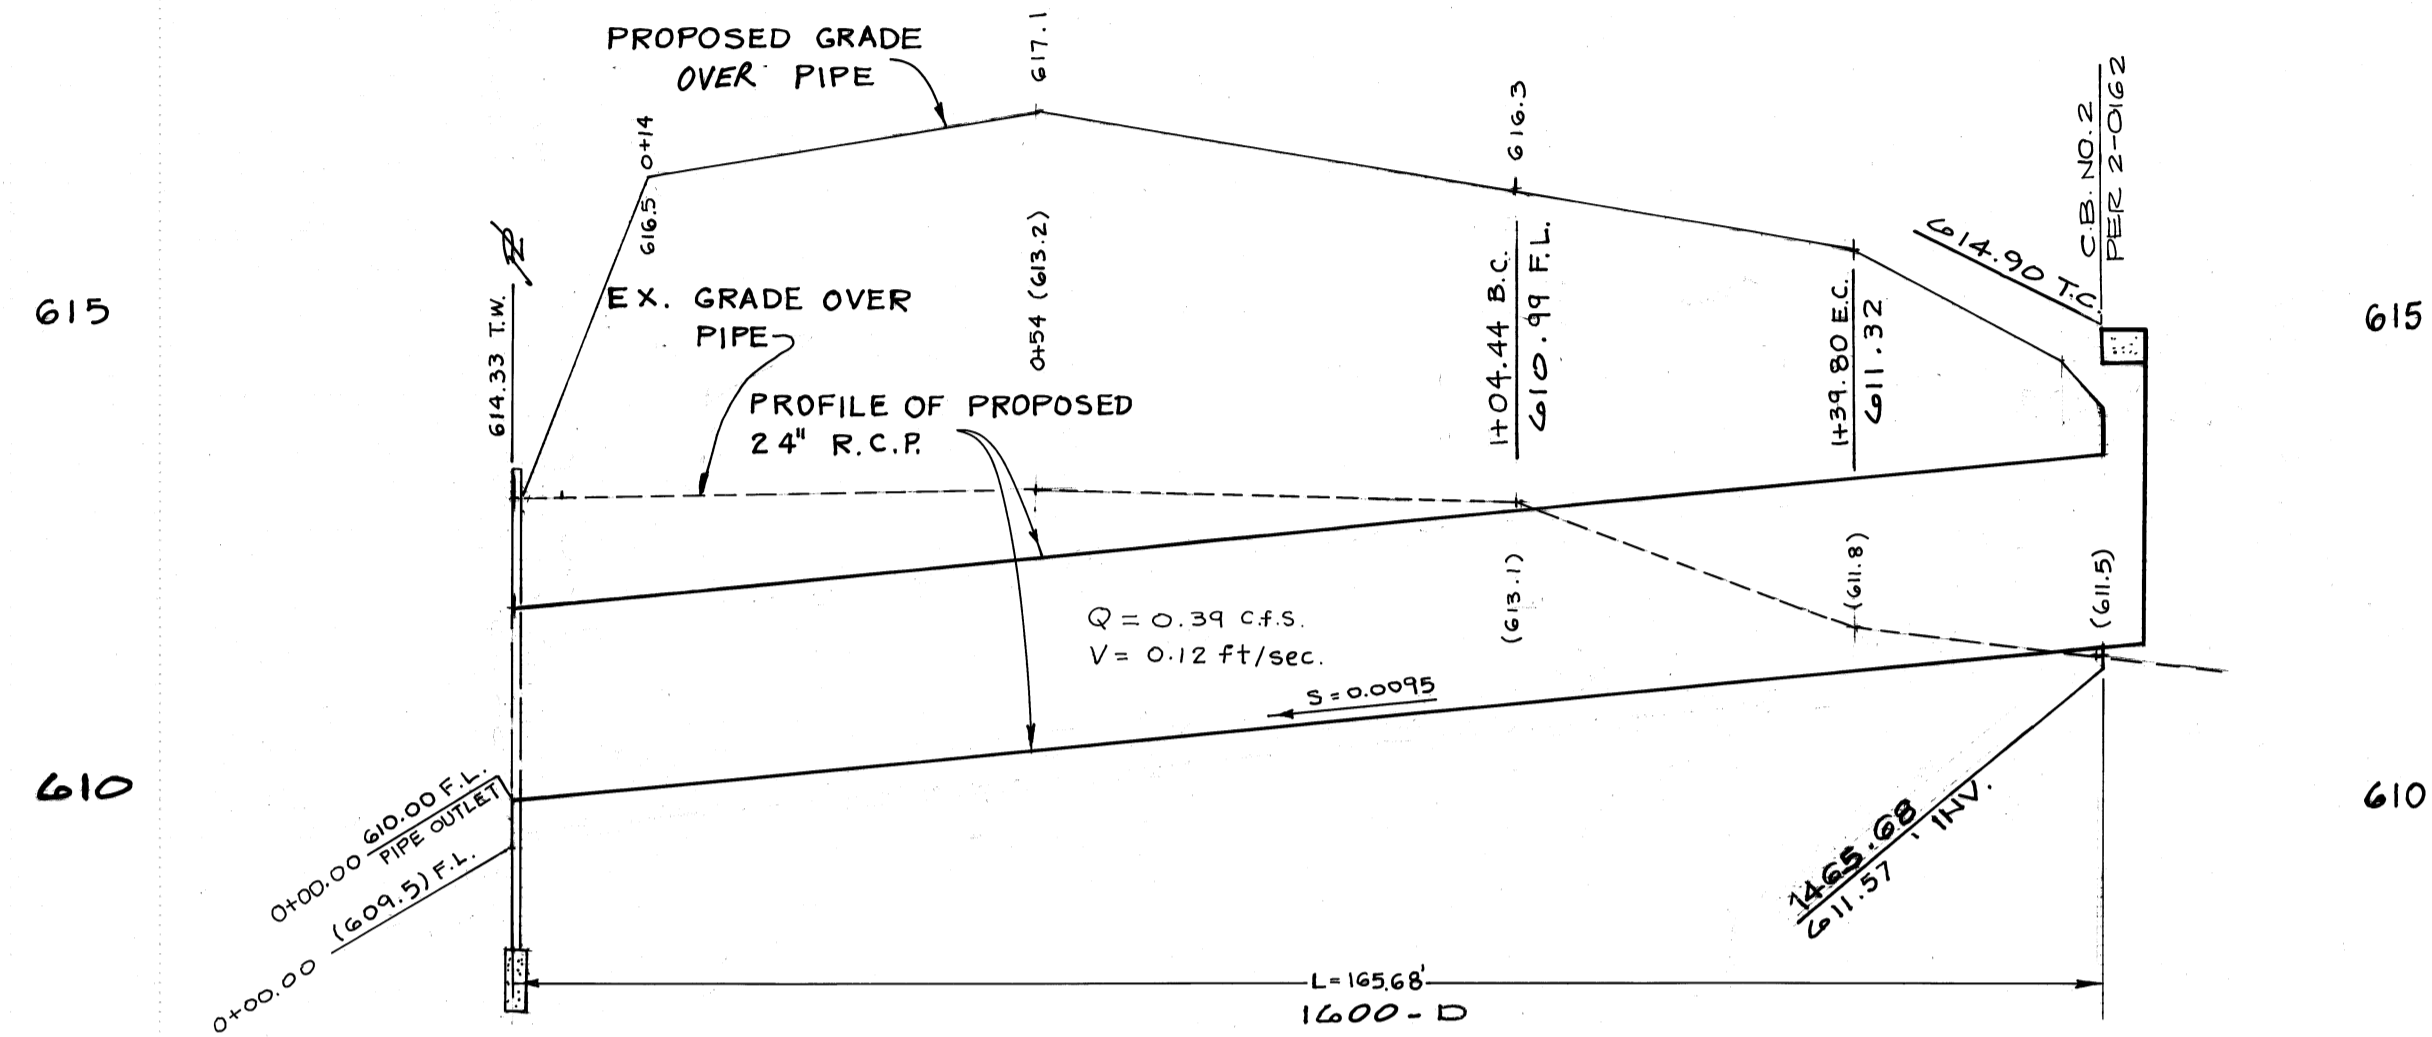 PROPOSED GRADE
OVER PIPE
617.1
0+14
616.5
616.3
C.B. NO. 2
PER 2-0162
614.90 T.C.
615
614.33 T.W.
EX. GRADE OVER
PIPE
0+54 (613.2)
1+04.44 B.C.
610.99 F.L.
1+39.80 E.C.
611.32
615
PROFILE OF PROPOSED
24" R.C.P.
(613.1)
(611.8)
(611.5)
Q = 0.39 c.f.s.
V = 0.12 ft/sec.
S = 0.0095
610
0+00.00 610.00 F.L.
PIPE OUTLET
0+00.00 (609.5) F.L.
1+65.68
611.57 ' INV.
610
L = 165.68'
1600-D